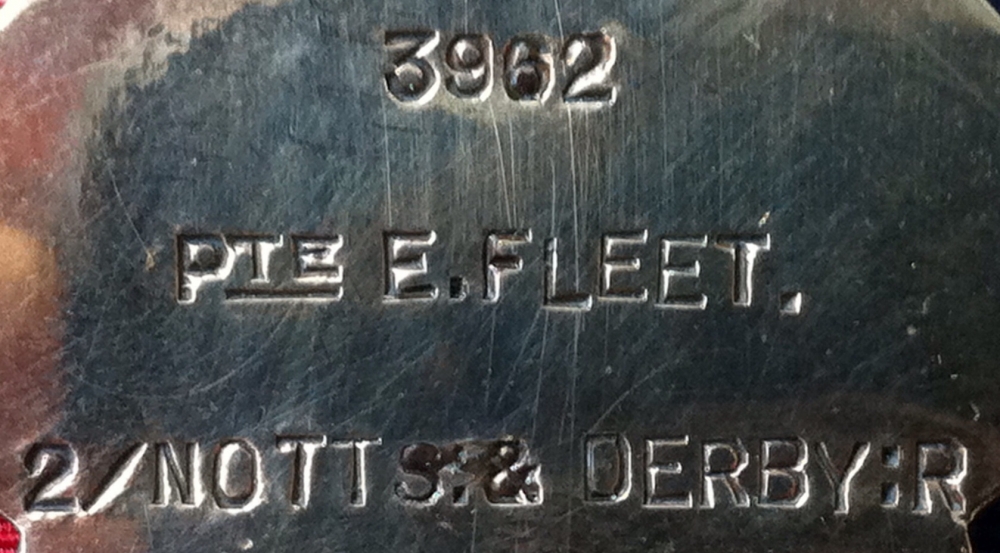 3962
PTE E.FLEET.
2/NOTTS:& DERBY:R